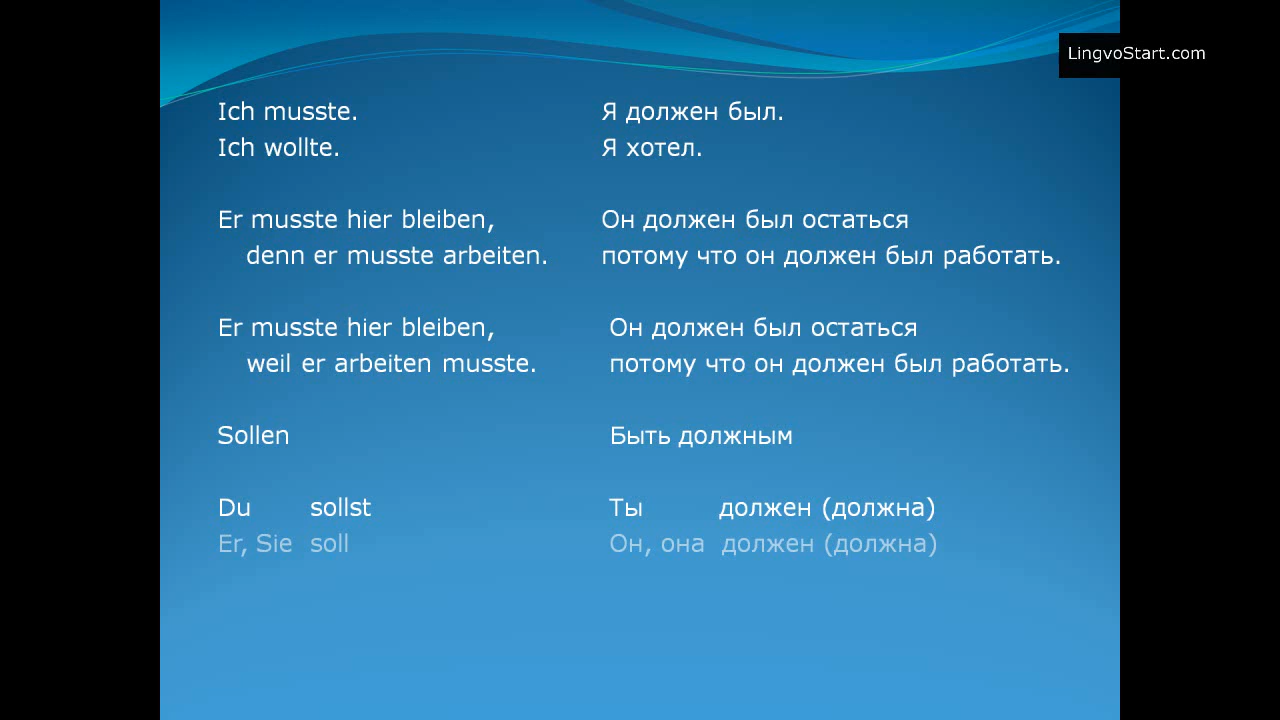 LingvoStart.com
Ich musste. Я должен был.
Ich wollte. Я хотел.
Er musste hier bleiben, Он должен был остаться
denn er musste arbeiten. потому что он должен был работать.
Er musste hier bleiben, Он должен был остаться
weil er arbeiten musste. потому что он должен был работать.
Sollen Быть должным
Du sollst Ты должен (должна)
Er, Sie soll Он, она должен (должна)